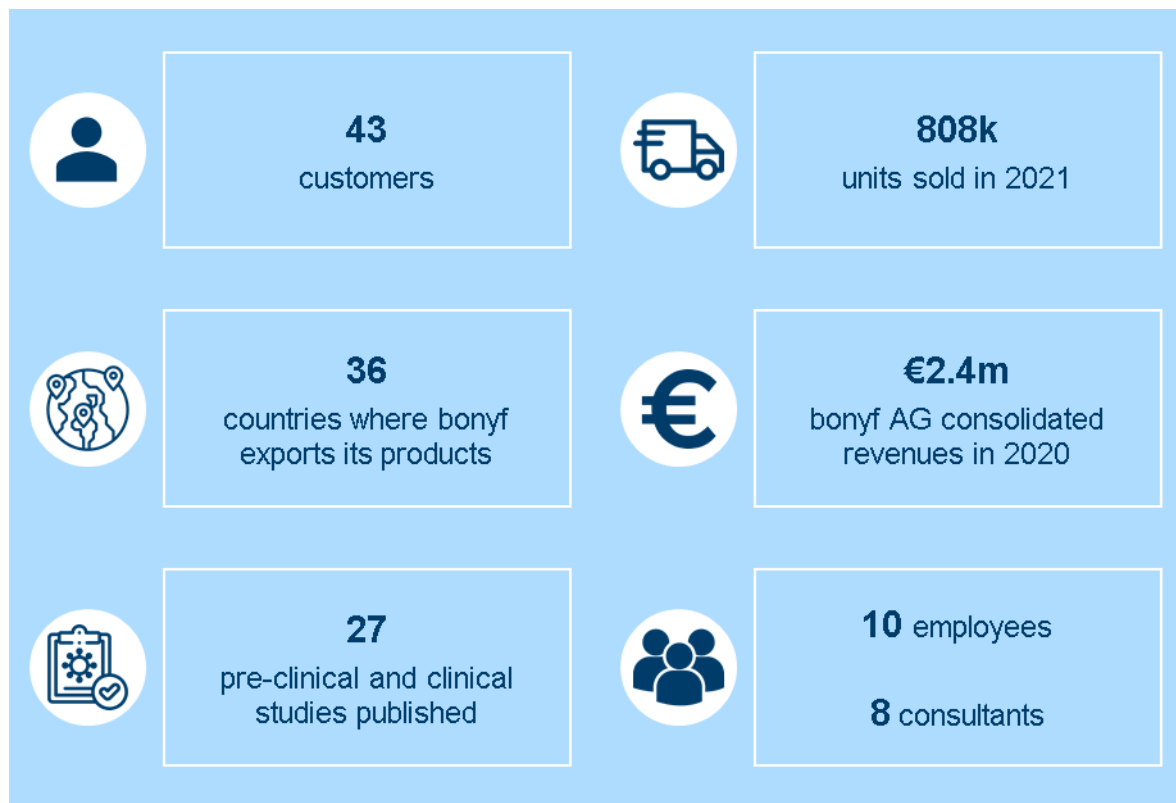 43
customers
808k
units sold in 2021
36
countries where bonyf
exports its products
€2.4m
bonyf AG consolidated
revenues in 2020
27
pre-clinical and clinical
studies published
10 employees
8 consultants